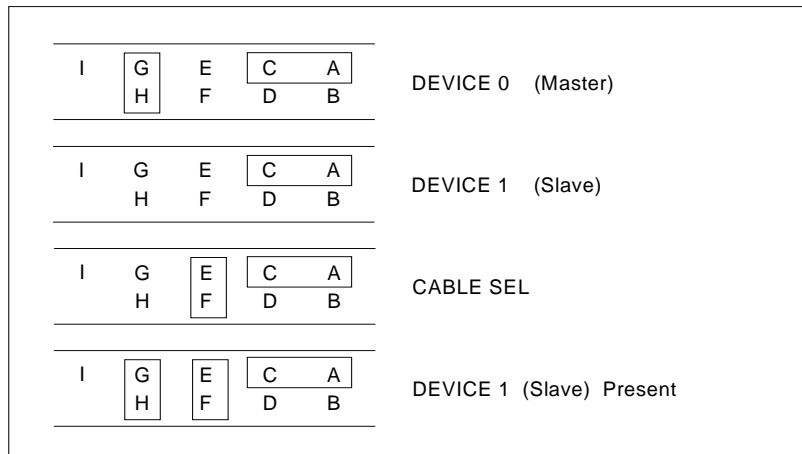 I G E C A
DEVICE 0 (Master)
H F D B
I G E C A
DEVICE 1 (Slave)
H F D B
I G E C A
CABLE SEL
H F D B
I G E C A
DEVICE 1 (Slave) Present
H F D B